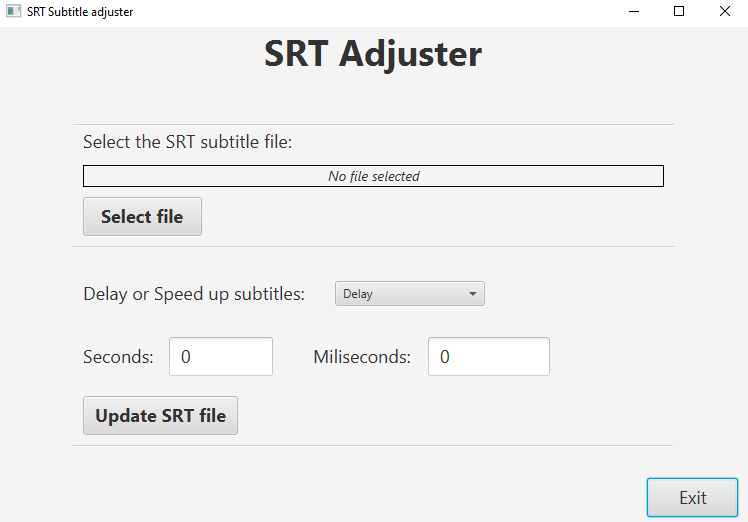 SRT Subtitle adjuster
SRT Adjuster
Select the SRT subtitle file:
No file selected
Select file
Delay or Speed up subtitles: Delay
Seconds: 0 Miliseconds: 0
Update SRT file
Exit